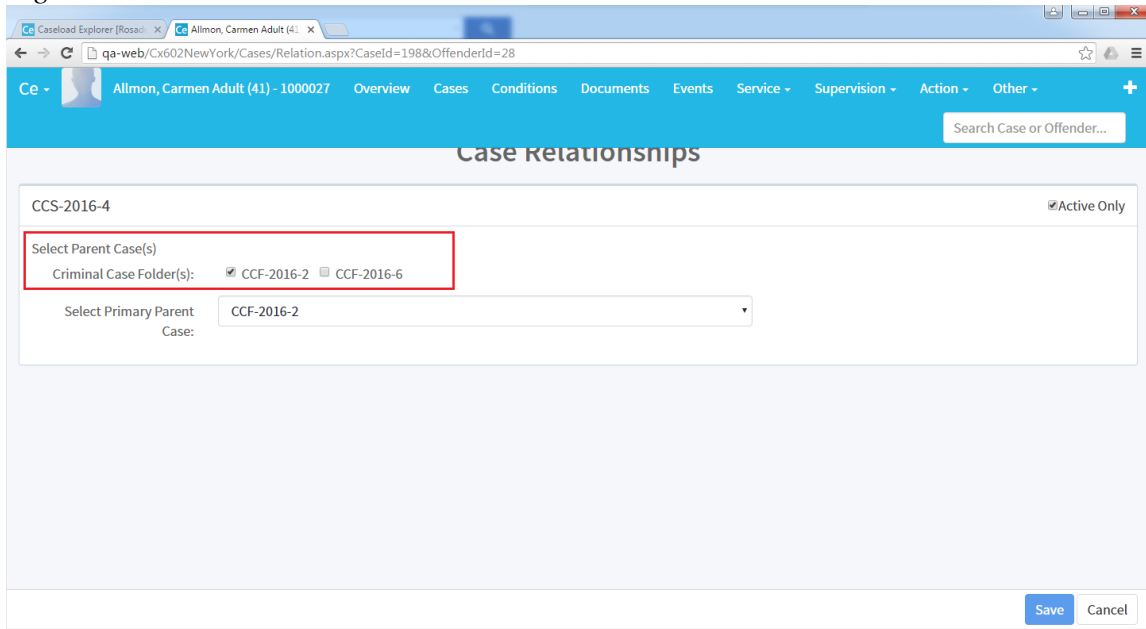 Caseload Explorer [Rosad
Allmon, Carmen Adult (41
qa-web/Cx602NewYork/Cases/Relation.aspx?CaseId=198&OffenderId=28
Ce Allmon, Carmen Adult (41) - 1000027 Overview Cases Conditions Documents Events Service Supervision Action Other +
Search Case or Offender...
Case Relationships
CCS-2016-4 Active Only
Select Parent Case(s)
Criminal Case Folder(s): CCF-2016-2 CCF-2016-6
Select Primary Parent CCF-2016-2
Case:
Save Cancel